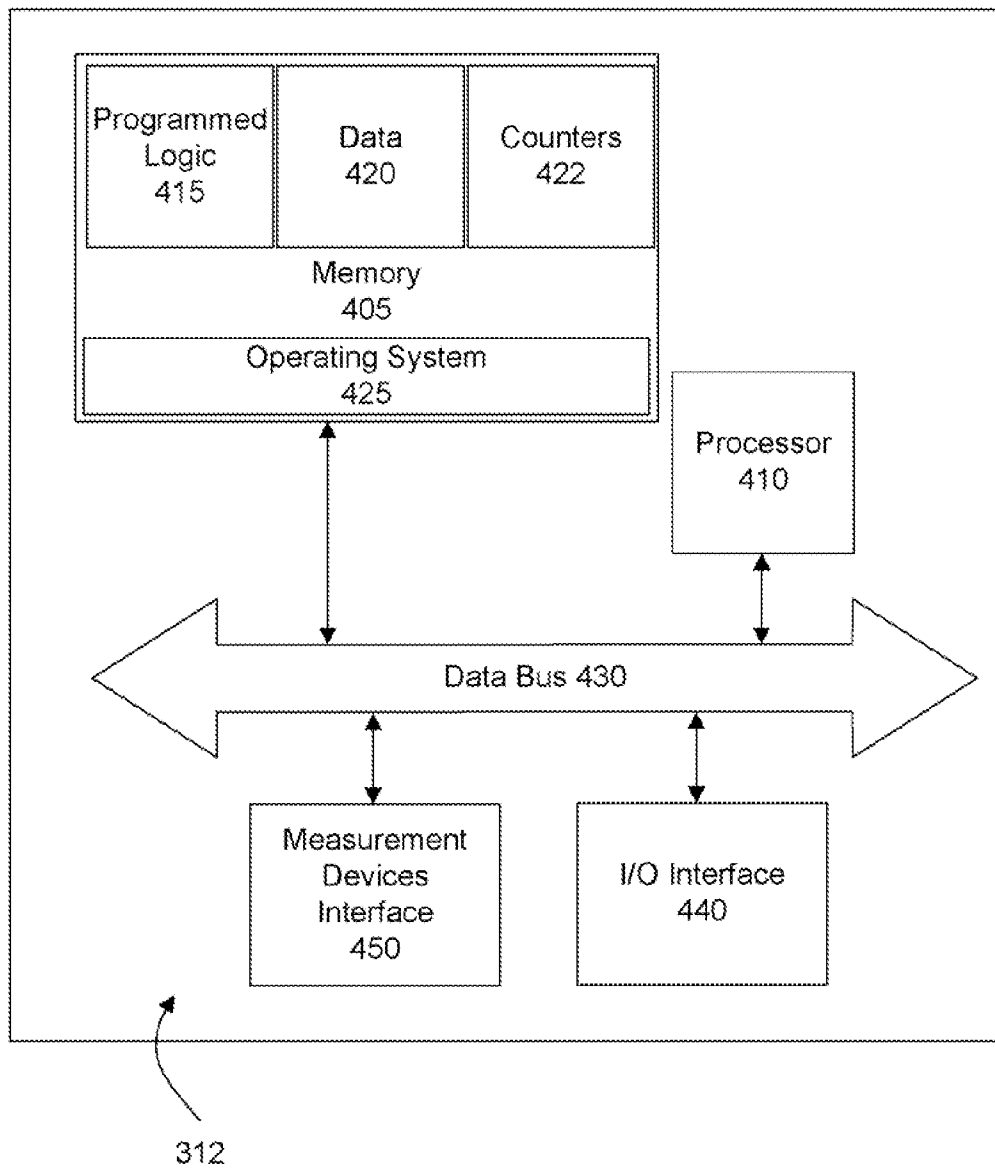 Programmed
Logic
415
Data
420
Counters
422
Memory
405
Operating System
425
Processor
410
Data Bus 430
Measurement
Devices
Interface
450
I/O Interface
440
312